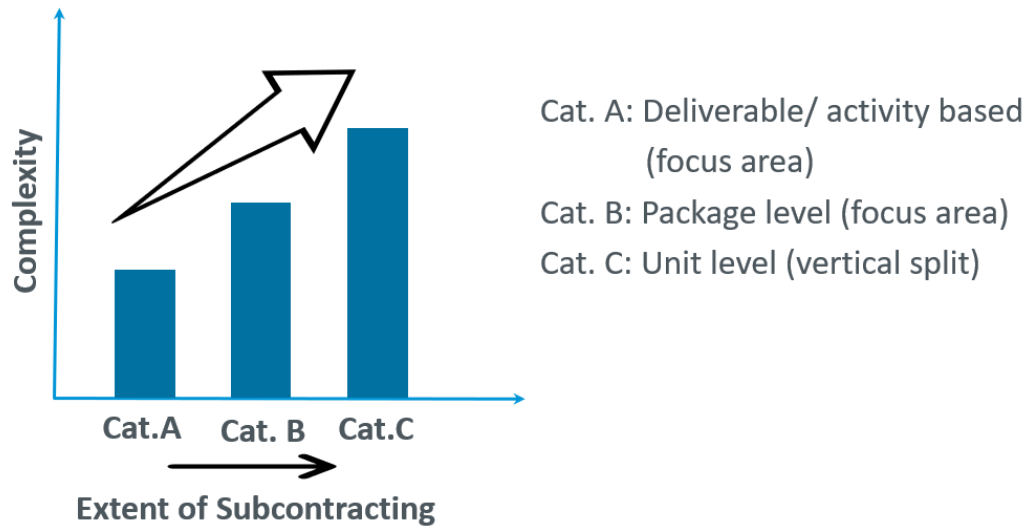 Complexity
Cat.A
Cat. B
Cat.C
Extent of Subcontracting
Cat. A: Deliverable/ activity based
(focus area)
Cat. B: Package level (focus area)
Cat. C: Unit level (vertical split)